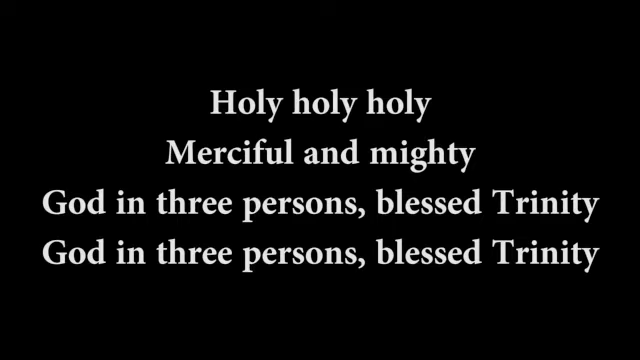 Holy holy holy
Merciful and mighty
God in three persons, blessed Trinity
God in three persons, blessed Trinity